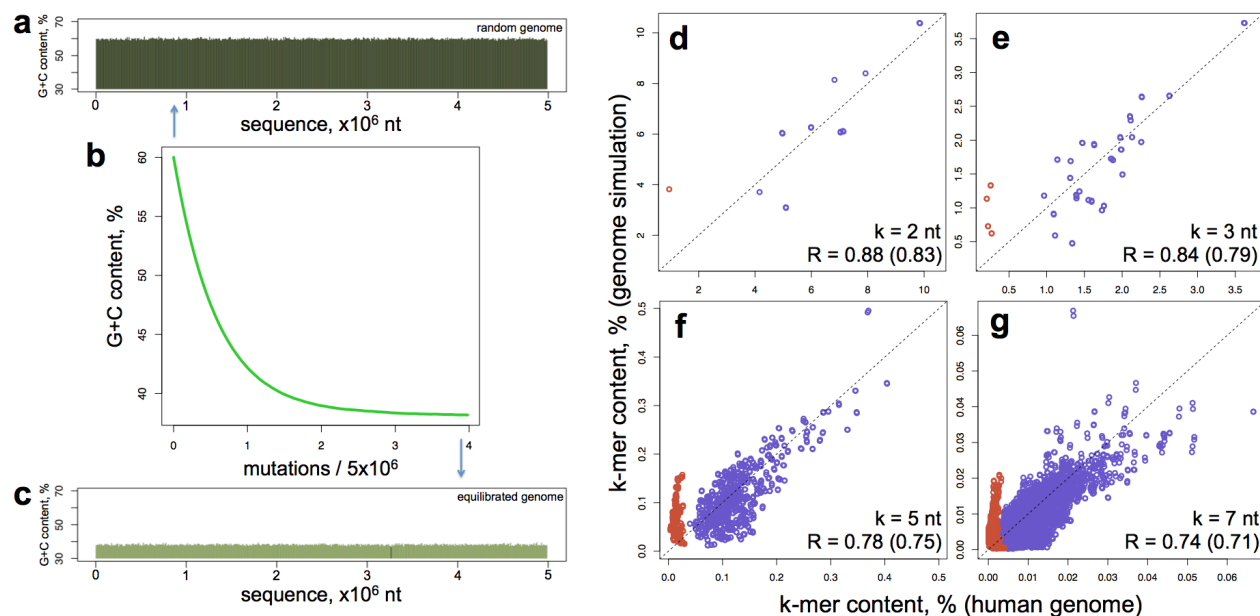 a
G+C content, %
70
50
30
random genome
0 1 2 3 4 5
sequence, x10⁶ nt
b
G+C content, %
60
55
50
45
40
0 1 2 3 4
mutations / 5x10⁶
c
G+C content, %
70
50
30
equilibrated genome
0 1 2 3 4 5
sequence, x10⁶ nt
k-mer content, % (genome simulation)
d
10
8
6
4
2
k = 2 nt
R = 0.88 (0.83)
2 4 6 8 10
e
3.5
3.0
2.5
2.0
1.5
1.0
0.5
k = 3 nt
R = 0.84 (0.79)
0.5 1.0 1.5 2.0 2.5 3.0 3.5
f
0.5
0.4
0.3
0.2
0.1
0.0
k = 5 nt
R = 0.78 (0.75)
0.0 0.1 0.2 0.3 0.4 0.5
g
0.06
0.05
0.04
0.03
0.02
0.01
0.00
k = 7 nt
R = 0.74 (0.71)
0.00 0.01 0.02 0.03 0.04 0.05 0.06
k-mer content, % (human genome)